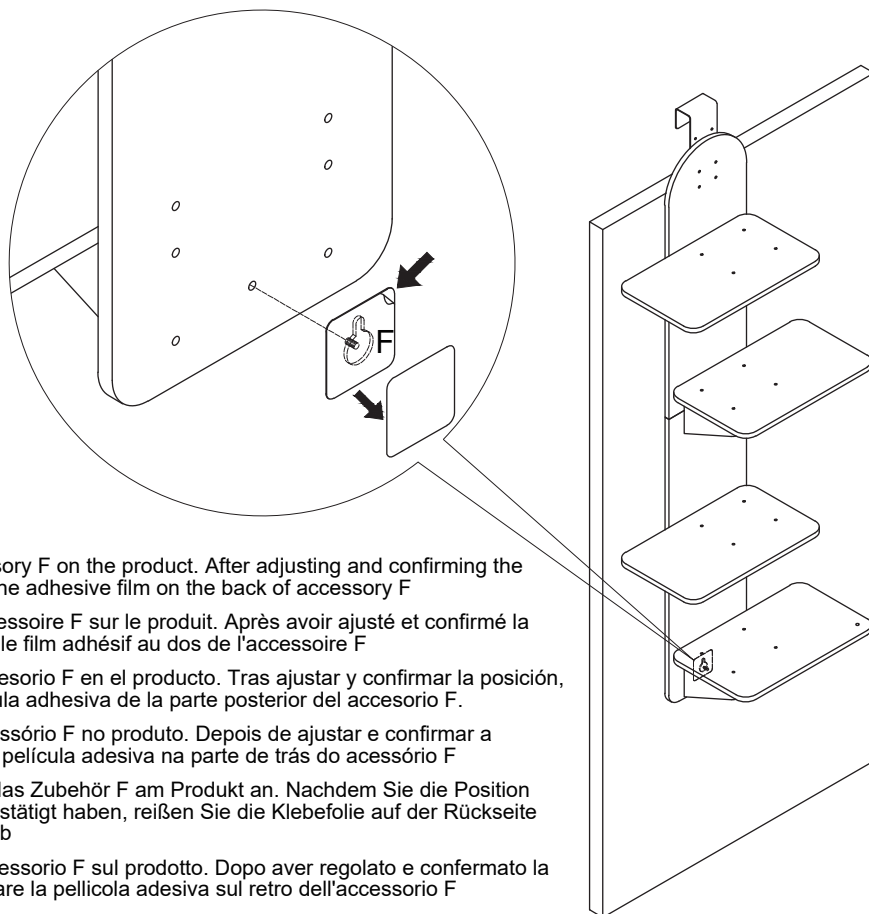 F
sory F on the product. After adjusting and confirming the
he adhesive film on the back of accessory F
essoire F sur le produit. Après avoir ajusté et confirmé la
le film adhésif au dos de l'accessoire F
esorio F en el producto. Tras ajustar y confirmar la posición,
ula adhesiva de la parte posterior del accesorio F.
ssório F no produto. Depois de ajustar e confirmar a
película adesiva na parte de trás do acessório F
das Zubehör F am Produkt an. Nachdem Sie die Position
stätigt haben, reißen Sie die Klebefolie auf der Rückseite
b
essorio F sul prodotto. Dopo aver regolato e confermato la
are la pellicola adesiva sul retro dell'accessorio F